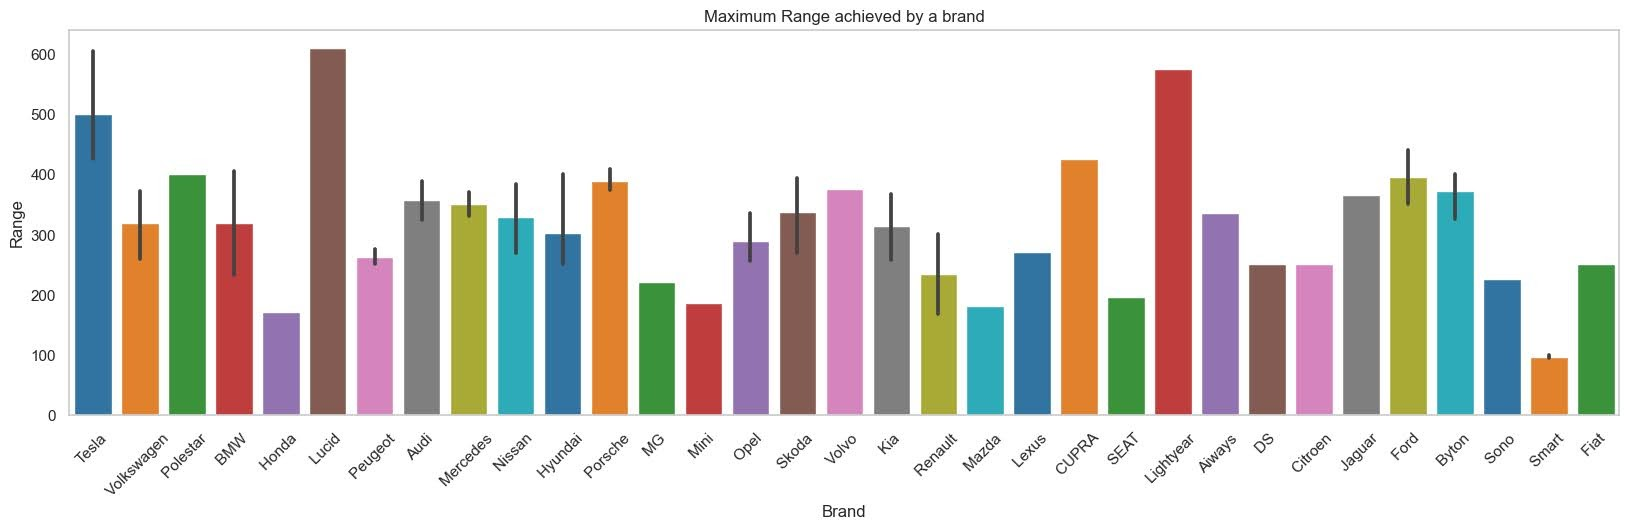 Maximum Range achieved by a brand
Range
600
500
400
300
200
100
0
Tesla
Volkswagen
Polestar
BMW
Honda
Lucid
Peugeot
Audi
Mercedes
Nissan
Hyundai
Porsche
MG
Mini
Opel
Skoda
Volvo
Kia
Renault
Mazda
Lexus
CUPRA
SEAT
Lightyear
Aiways
DS
Citroen
Jaguar
Ford
Byton
Sono
Smart
Fiat
Brand